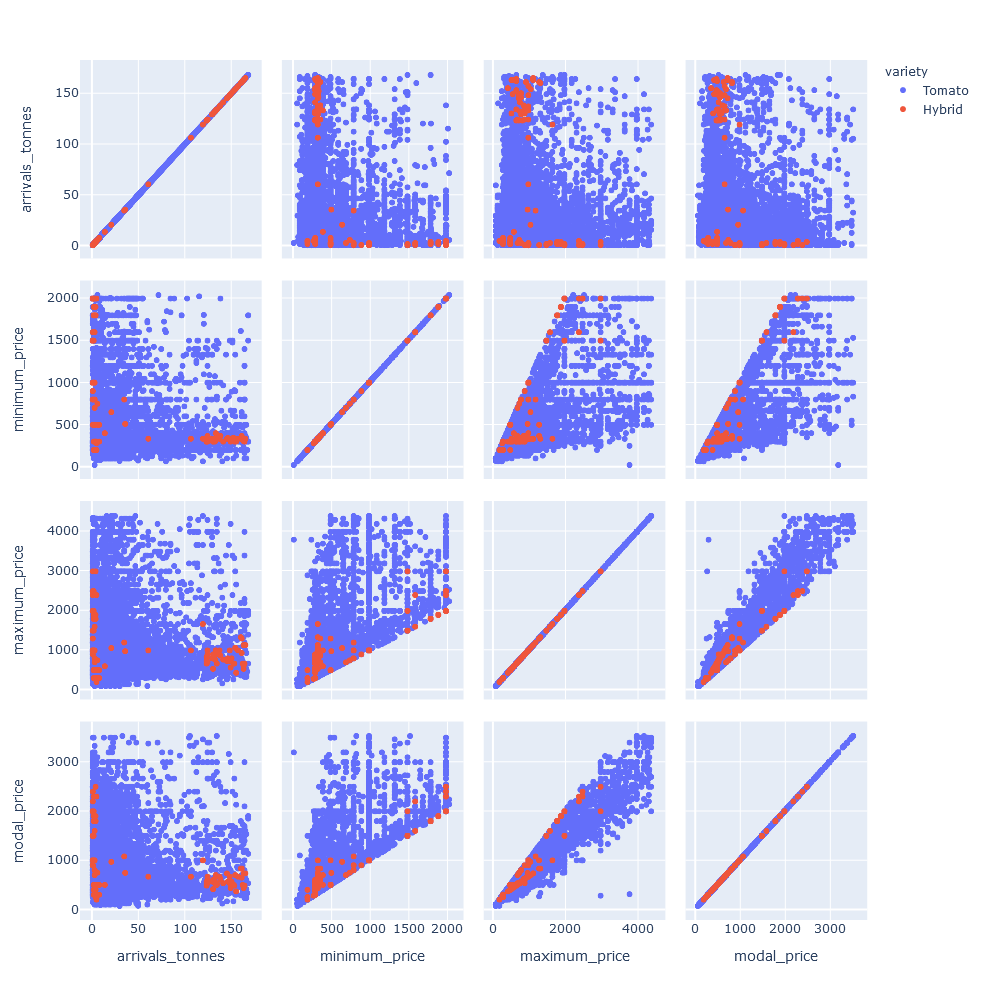 variety
Tomato
Hybrid
arrivals_tonnes
150
100
50
0
minimum_price
2000
1500
1000
500
0
maximum_price
4000
3000
2000
1000
0
modal_price
3000
2000
1000
0
0 50 100 150
0 500 1000 1500 2000
0 2000 4000
0 1000 2000 3000
arrivals_tonnes minimum_price maximum_price modal_price